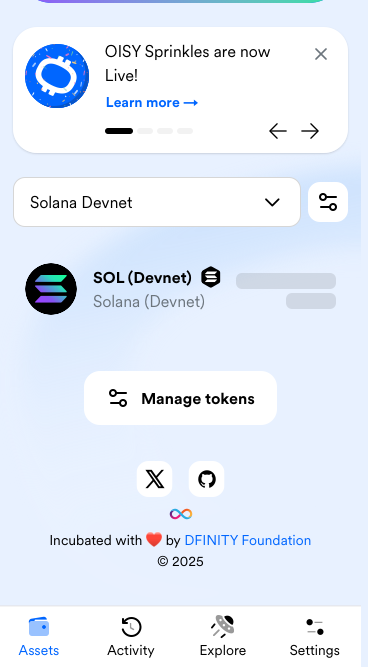 OISY Sprinkles are now
Live!
Learn more →
Solana Devnet
SOL (Devnet)
Solana (Devnet)
Manage tokens
Incubated with ❤️ by DFINITY Foundation
© 2025
Assets
Activity
Explore
Settings